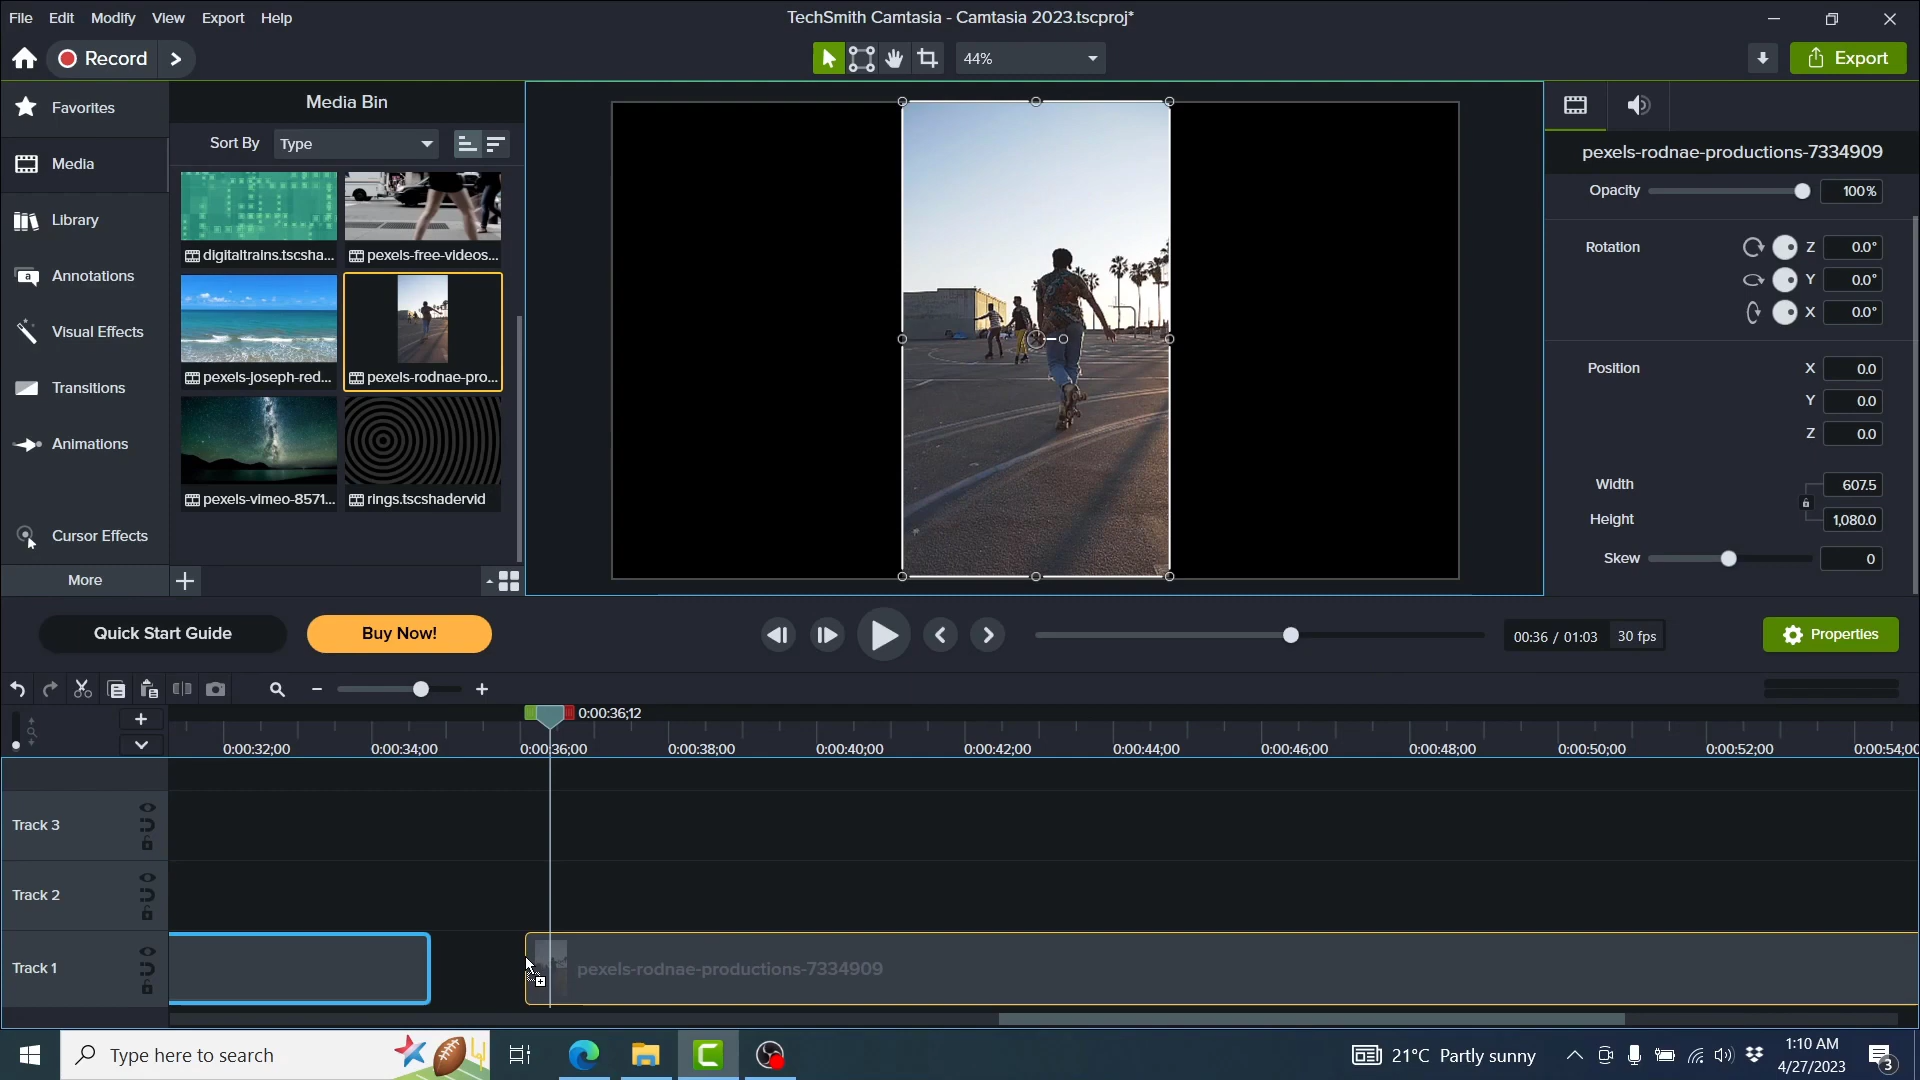 File Edit Modify View Export Help
TechSmith Camtasia - Camtasia 2023.tscproj*
Record
44%
Export
Favorites
Media
Library
Annotations
Visual Effects
Transitions
Animations
Cursor Effects
More
Media Bin
Sort By Type
digitaltrains.tscsha...
pexels-free-videos...
pexels-joseph-red...
pexels-rodnae-pro...
pexels-vimeo-8571...
rings.tscshadervid
pexels-rodnae-productions-7334909
Opacity 100%
Rotation Z 0.0°
Y 0.0°
X 0.0°
Position X 0.0
Y 0.0
Z 0.0
Width 607.5
Height 1,080.0
Skew 0
Quick Start Guide
Buy Now!
00:36 / 01:03 30 fps
Properties
0:00:36;12
0:00:32;00 0:00:34;00 0:00:36;00 0:00:38;00 0:00:40;00 0:00:42;00 0:00:44;00 0:00:46;00 0:00:48;00 0:00:50;00 0:00:52;00 0:00:54;00
Track 3
Track 2
Track 1
pexels-rodnae-productions-7334909
Type here to search
21°C Partly sunny
1:10 AM
4/27/2023
3